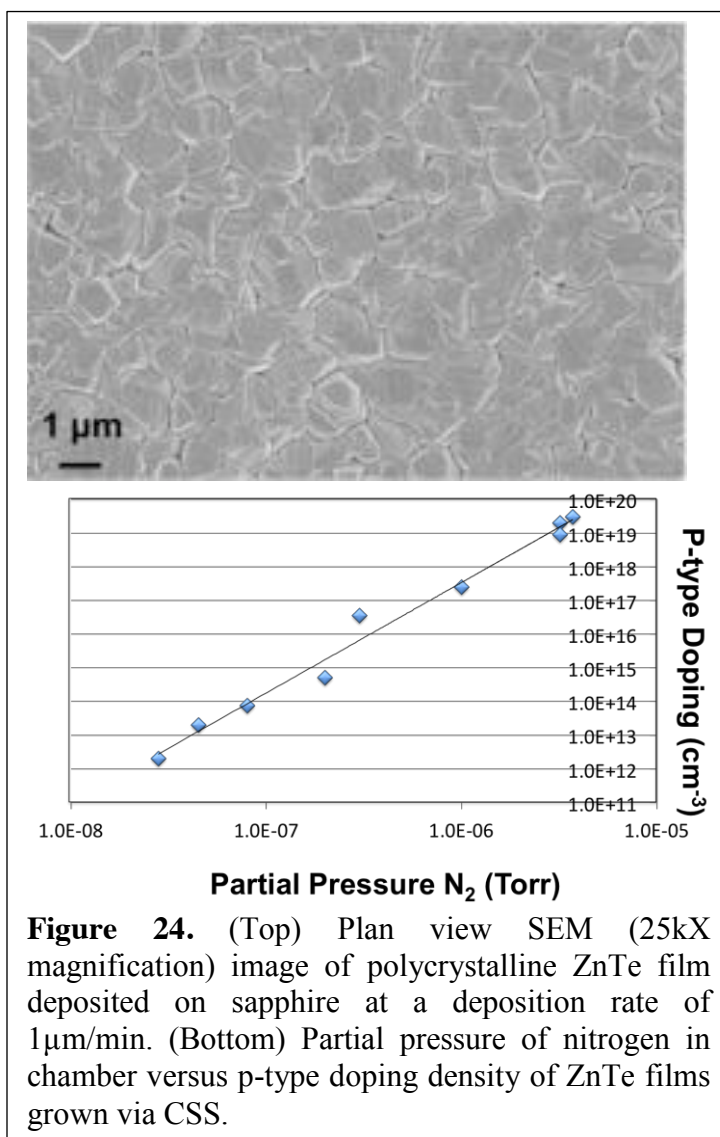 1 µm
1.0E+20
1.0E+19
1.0E+18
1.0E+17
1.0E+16
1.0E+15
1.0E+14
1.0E+13
1.0E+12
1.0E+11
P-type Doping (cm-3)
1.0E-08 1.0E-07 1.0E-06 1.0E-05
Partial Pressure N2 (Torr)
Figure 24. (Top) Plan view SEM (25kX
magnification) image of polycrystalline ZnTe film
deposited on sapphire at a deposition rate of
1µm/min. (Bottom) Partial pressure of nitrogen in
chamber versus p-type doping density of ZnTe films
grown via CSS.